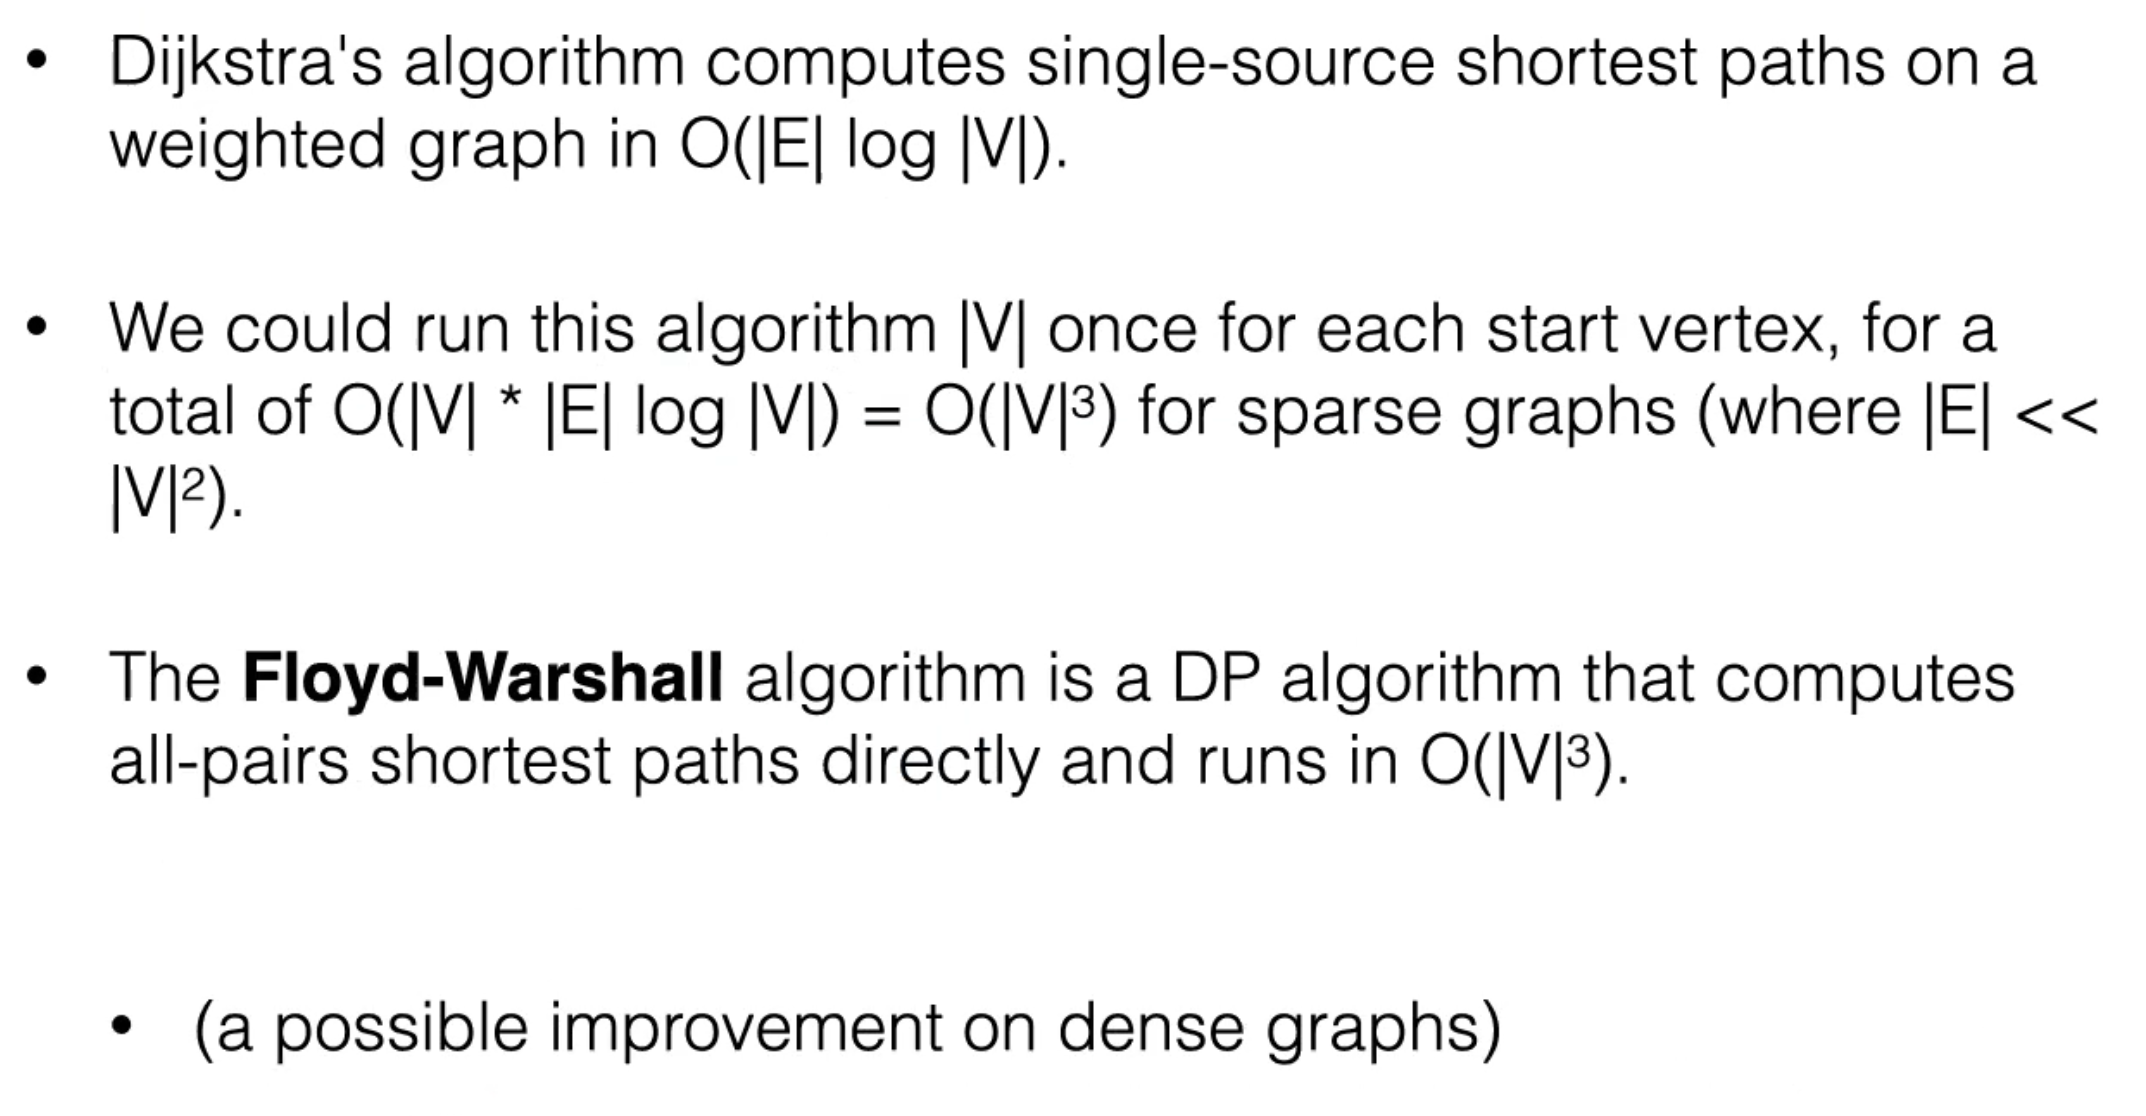 • Dijkstra's algorithm computes single-source shortest paths on a
weighted graph in O(|E| log |V|).
• We could run this algorithm |V| once for each start vertex, for a
total of O(|V| * |E| log |V|) = O(|V|³) for sparse graphs (where |E| <<
|V|²).
• The Floyd-Warshall algorithm is a DP algorithm that computes
all-pairs shortest paths directly and runs in O(|V|³).
• (a possible improvement on dense graphs)